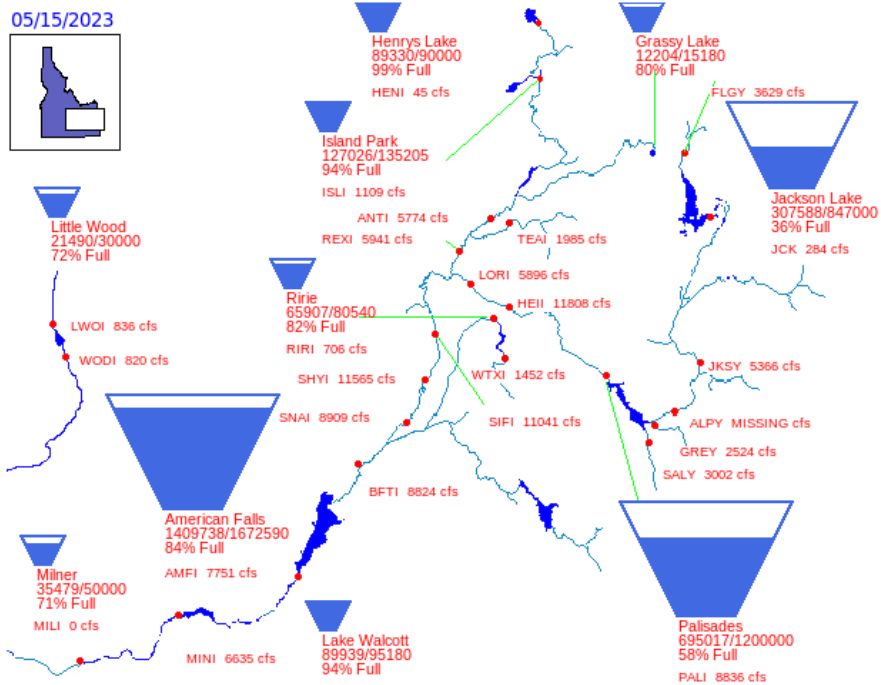 05/15/2023
Henrys Lake
89330/90000
99% Full
HENI 45 cfs
Grassy Lake
12204/15180
80% Full
FLGY 3629 cfs
Island Park
127026/135205
94% Full
ISLI 1109 cfs
Jackson Lake
307588/847000
36% Full
JCK 284 cfs
Little Wood
21490/30000
72% Full
ANTI 5774 cfs
REXI 5941 cfs
TEAI 1985 cfs
LORI 5896 cfs
HEII 11808 cfs
Ririe
65907/80540
82% Full
RIRI 706 cfs
LWOI 836 cfs
WODI 820 cfs
SHYI 11565 cfs
WTXI 1452 cfs
JKSY 5366 cfs
SNAI 8909 cfs
SIFI 11041 cfs
ALPY MISSING cfs
GREY 2524 cfs
SALY 3002 cfs
BFTI 8824 cfs
American Falls
1409738/1672590
84% Full
AMFI 7751 cfs
Milner
35479/50000
71% Full
MILI 0 cfs
MINI 6635 cfs
Lake Walcott
89939/95180
94% Full
Palisades
695017/1200000
58% Full
PALI 8836 cfs